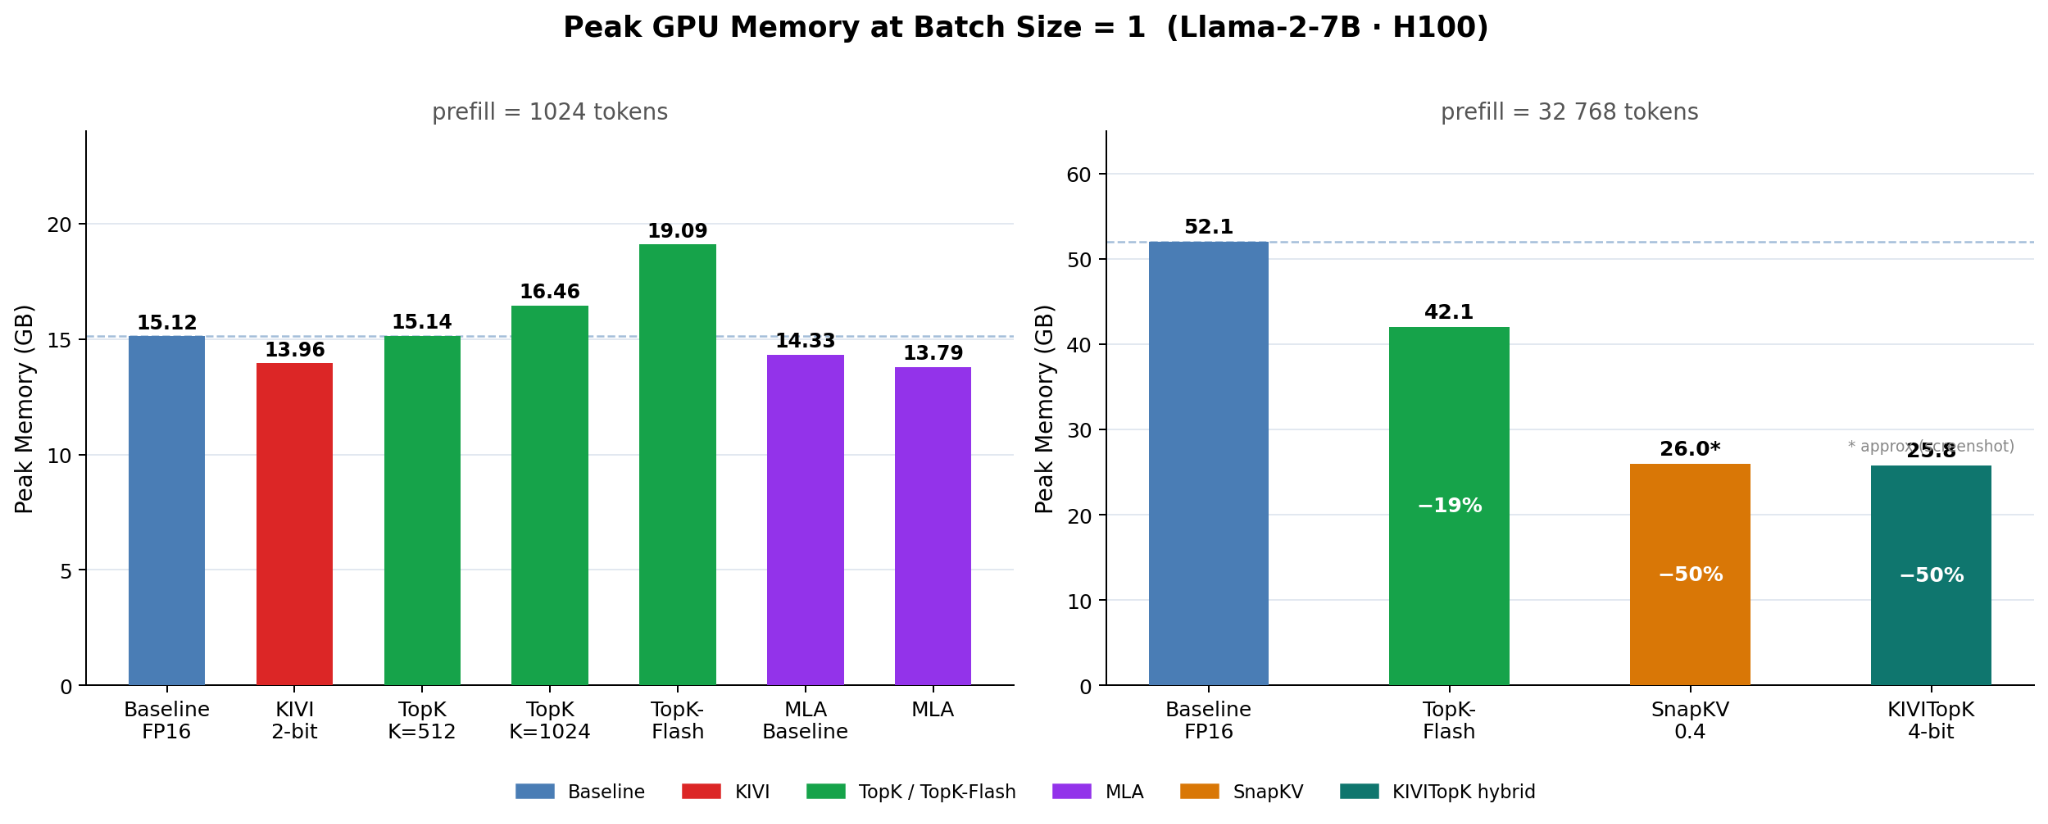 Peak GPU Memory at Batch Size = 1 (Llama-2-7B · H100)
prefill = 1024 tokens
Peak Memory (GB)
20
15
10
5
0
15.12
13.96
15.14
16.46
19.09
14.33
13.79
Baseline
FP16
KIVI
2-bit
TopK
K=512
TopK
K=1024
TopK-
Flash
MLA
Baseline
MLA
prefill = 32 768 tokens
Peak Memory (GB)
60
50
40
30
20
10
0
52.1
42.1
26.0*
25.8
* approx (screenshot)
−19%
−50%
−50%
Baseline
FP16
TopK-
Flash
SnapKV
0.4
KIVITopK
4-bit
Baseline
KIVI
TopK / TopK-Flash
MLA
SnapKV
KIVITopK hybrid